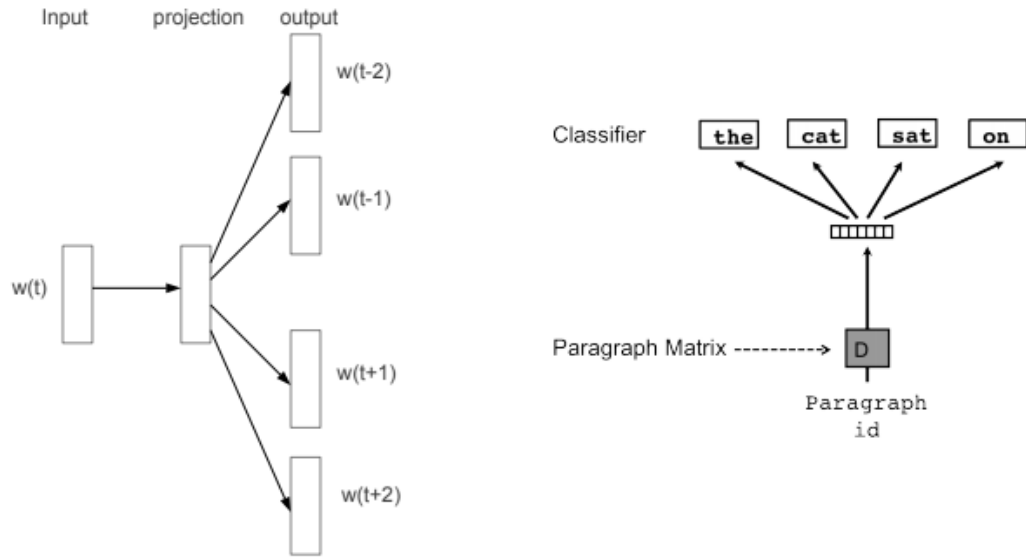 Input projection output
w(t-2)
w(t-1)
w(t)
w(t+1)
w(t+2)
Classifier the cat sat on
Paragraph Matrix D
Paragraph
id